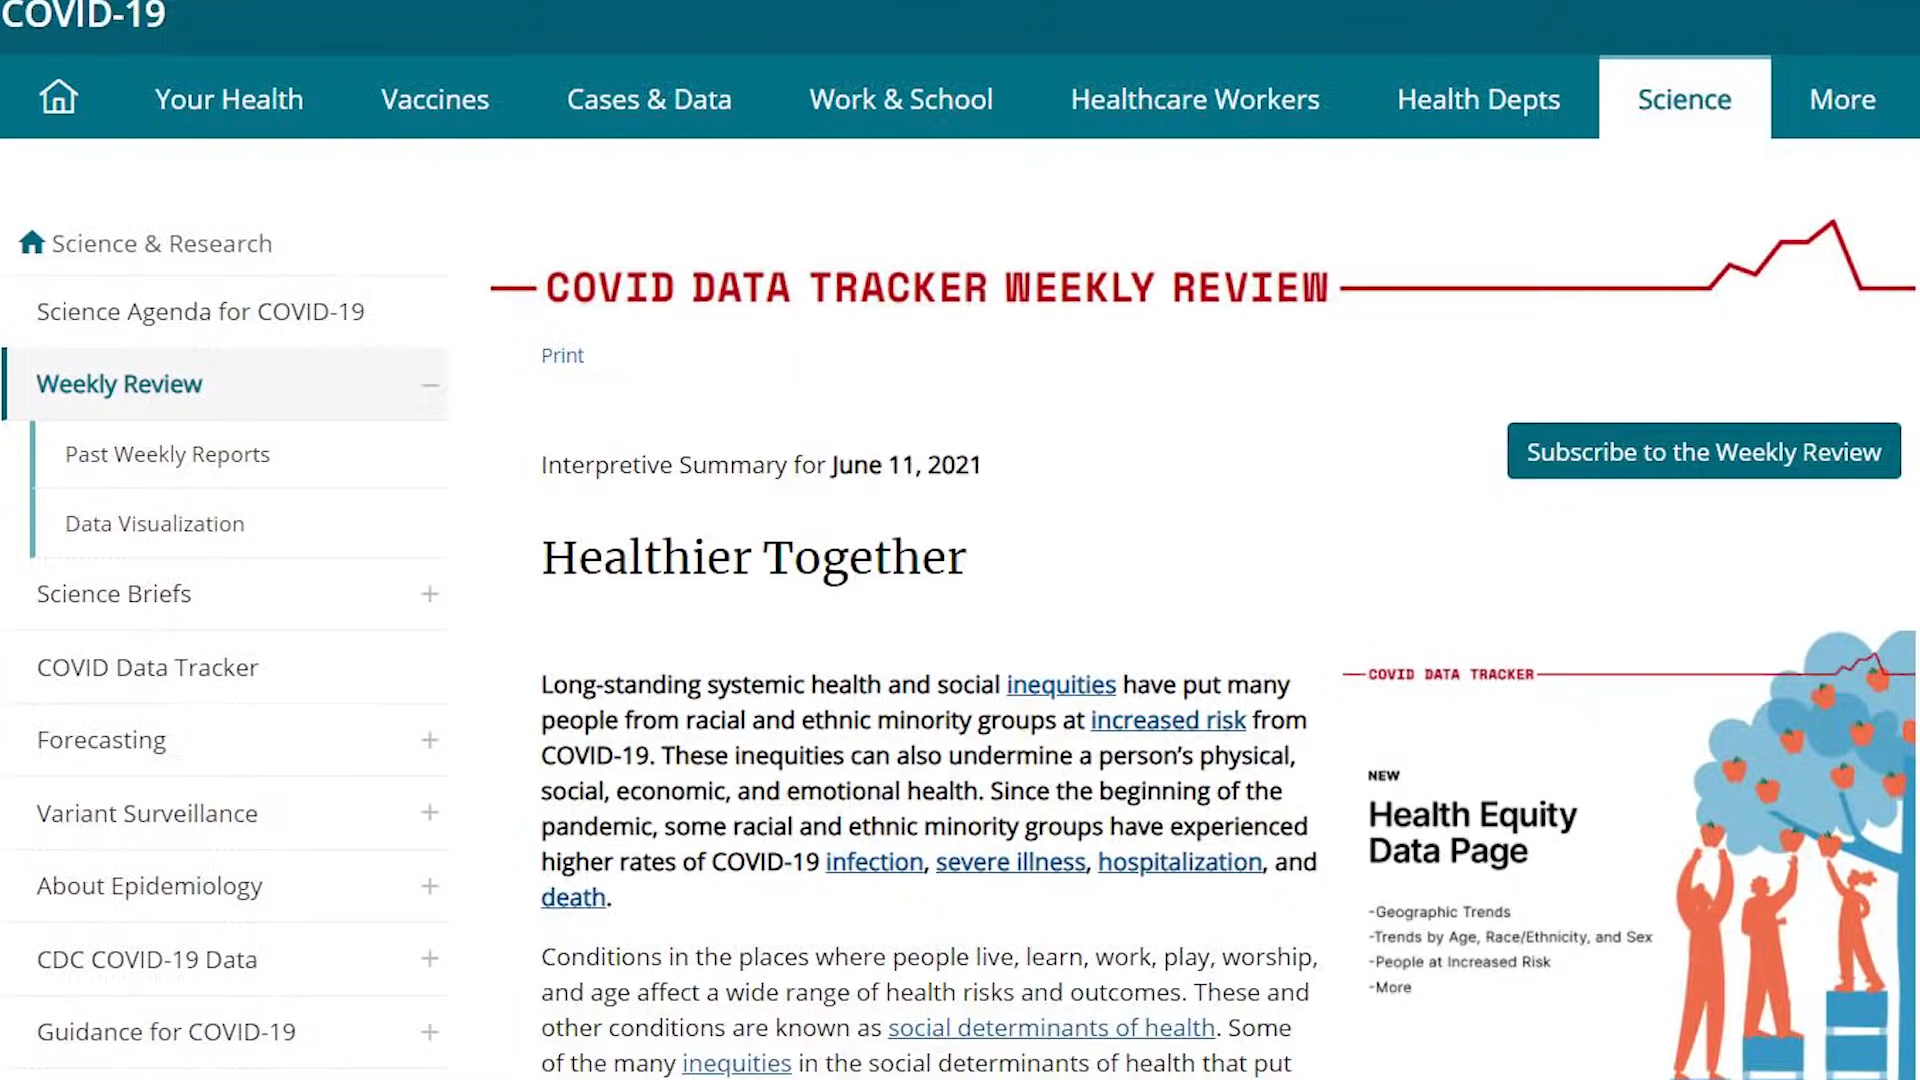 COVID-19
Your Health
Vaccines
Cases & Data
Work & School
Healthcare Workers
Health Depts
Science
More
Science & Research
Science Agenda for COVID-19
Weekly Review
Past Weekly Reports
Data Visualization
Science Briefs
COVID Data Tracker
Forecasting
Variant Surveillance
About Epidemiology
CDC COVID-19 Data
Guidance for COVID-19
COVID DATA TRACKER WEEKLY REVIEW
Print
Interpretive Summary for June 11, 2021
Subscribe to the Weekly Review
Healthier Together
Long-standing systemic health and social inequities have put many
people from racial and ethnic minority groups at increased risk from
COVID-19. These inequities can also undermine a person’s physical,
social, economic, and emotional health. Since the beginning of the
pandemic, some racial and ethnic minority groups have experienced
higher rates of COVID-19 infection, severe illness, hospitalization, and
death.
Conditions in the places where people live, learn, work, play, worship,
and age affect a wide range of health risks and outcomes. These and
other conditions are known as social determinants of health. Some
of the many inequities in the social determinants of health that put
COVID DATA TRACKER
NEW
Health Equity
Data Page
-Geographic Trends
-Trends by Age, Race/Ethnicity, and Sex
-People at Increased Risk
-More